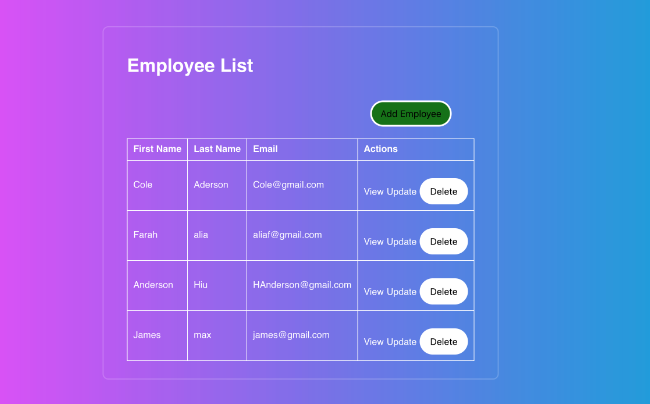 Employee List
Add Employee
First Name Last Name Email Actions
Cole Aderson Cole@gmail.com View Update Delete
Farah alia aliaf@gmail.com View Update Delete
Anderson Hiu HAnderson@gmail.com View Update Delete
James max james@gmail.com View Update Delete